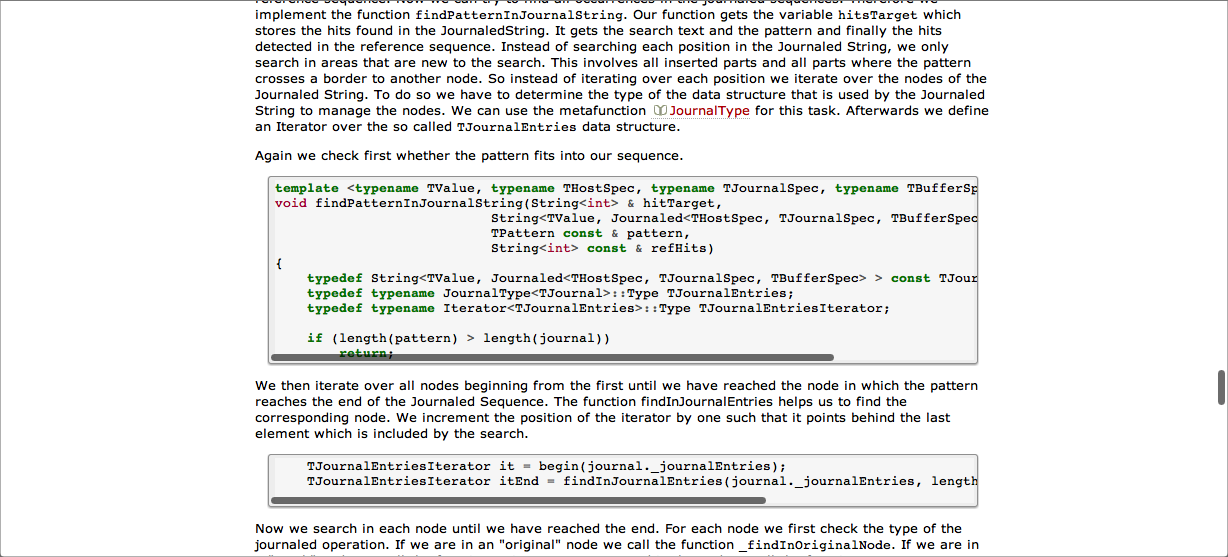 reference sequence. Now we can try to find all occurrences in the journaled sequences. Therefore we
implement the function findPatternInJournalString. Our function gets the variable hitsTarget which
stores the hits found in the JournaledString. It gets the search text and the pattern and finally the hits
detected in the reference sequence. Instead of searching each position in the Journaled String, we only
search in areas that are new to the search. This involves all inserted parts and all parts where the pattern
crosses a border to another node. So instead of iterating over each position we iterate over the nodes of the
Journaled String. To do so we have to determine the type of the data structure that is used by the Journaled
String to manage the nodes. We can use the metafunction JournalType for this task. Afterwards we define
an Iterator over the so called TJournalEntries data structure.
Again we check first whether the pattern fits into our sequence.
template <typename TValue, typename THostSpec, typename TJournalSpec, typename TBufferSp
void findPatternInJournalString(String<int> & hitTarget,
String<TValue, Journaled<THostSpec, TJournalSpec, TBufferSpec
TPattern const & pattern,
String<int> const & refHits)
{
typedef String<TValue, Journaled<THostSpec, TJournalSpec, TBufferSpec> > const TJour
typedef typename JournalType<TJournal>::Type TJournalEntries;
typedef typename Iterator<TJournalEntries>::Type TJournalEntriesIterator;
if (length(pattern) > length(journal))
return;
We then iterate over all nodes beginning from the first until we have reached the node in which the pattern
reaches the end of the Journaled Sequence. The function findInJournalEntries helps us to find the
corresponding node. We increment the position of the iterator by one such that it points behind the last
element which is included by the search.
TJournalEntriesIterator it = begin(journal._journalEntries);
TJournalEntriesIterator itEnd = findInJournalEntries(journal._journalEntries, length
Now we search in each node until we have reached the end. For each node we first check the type of the
journaled operation. If we are in an "original" node we call the function _findInOriginalNode. If we are in